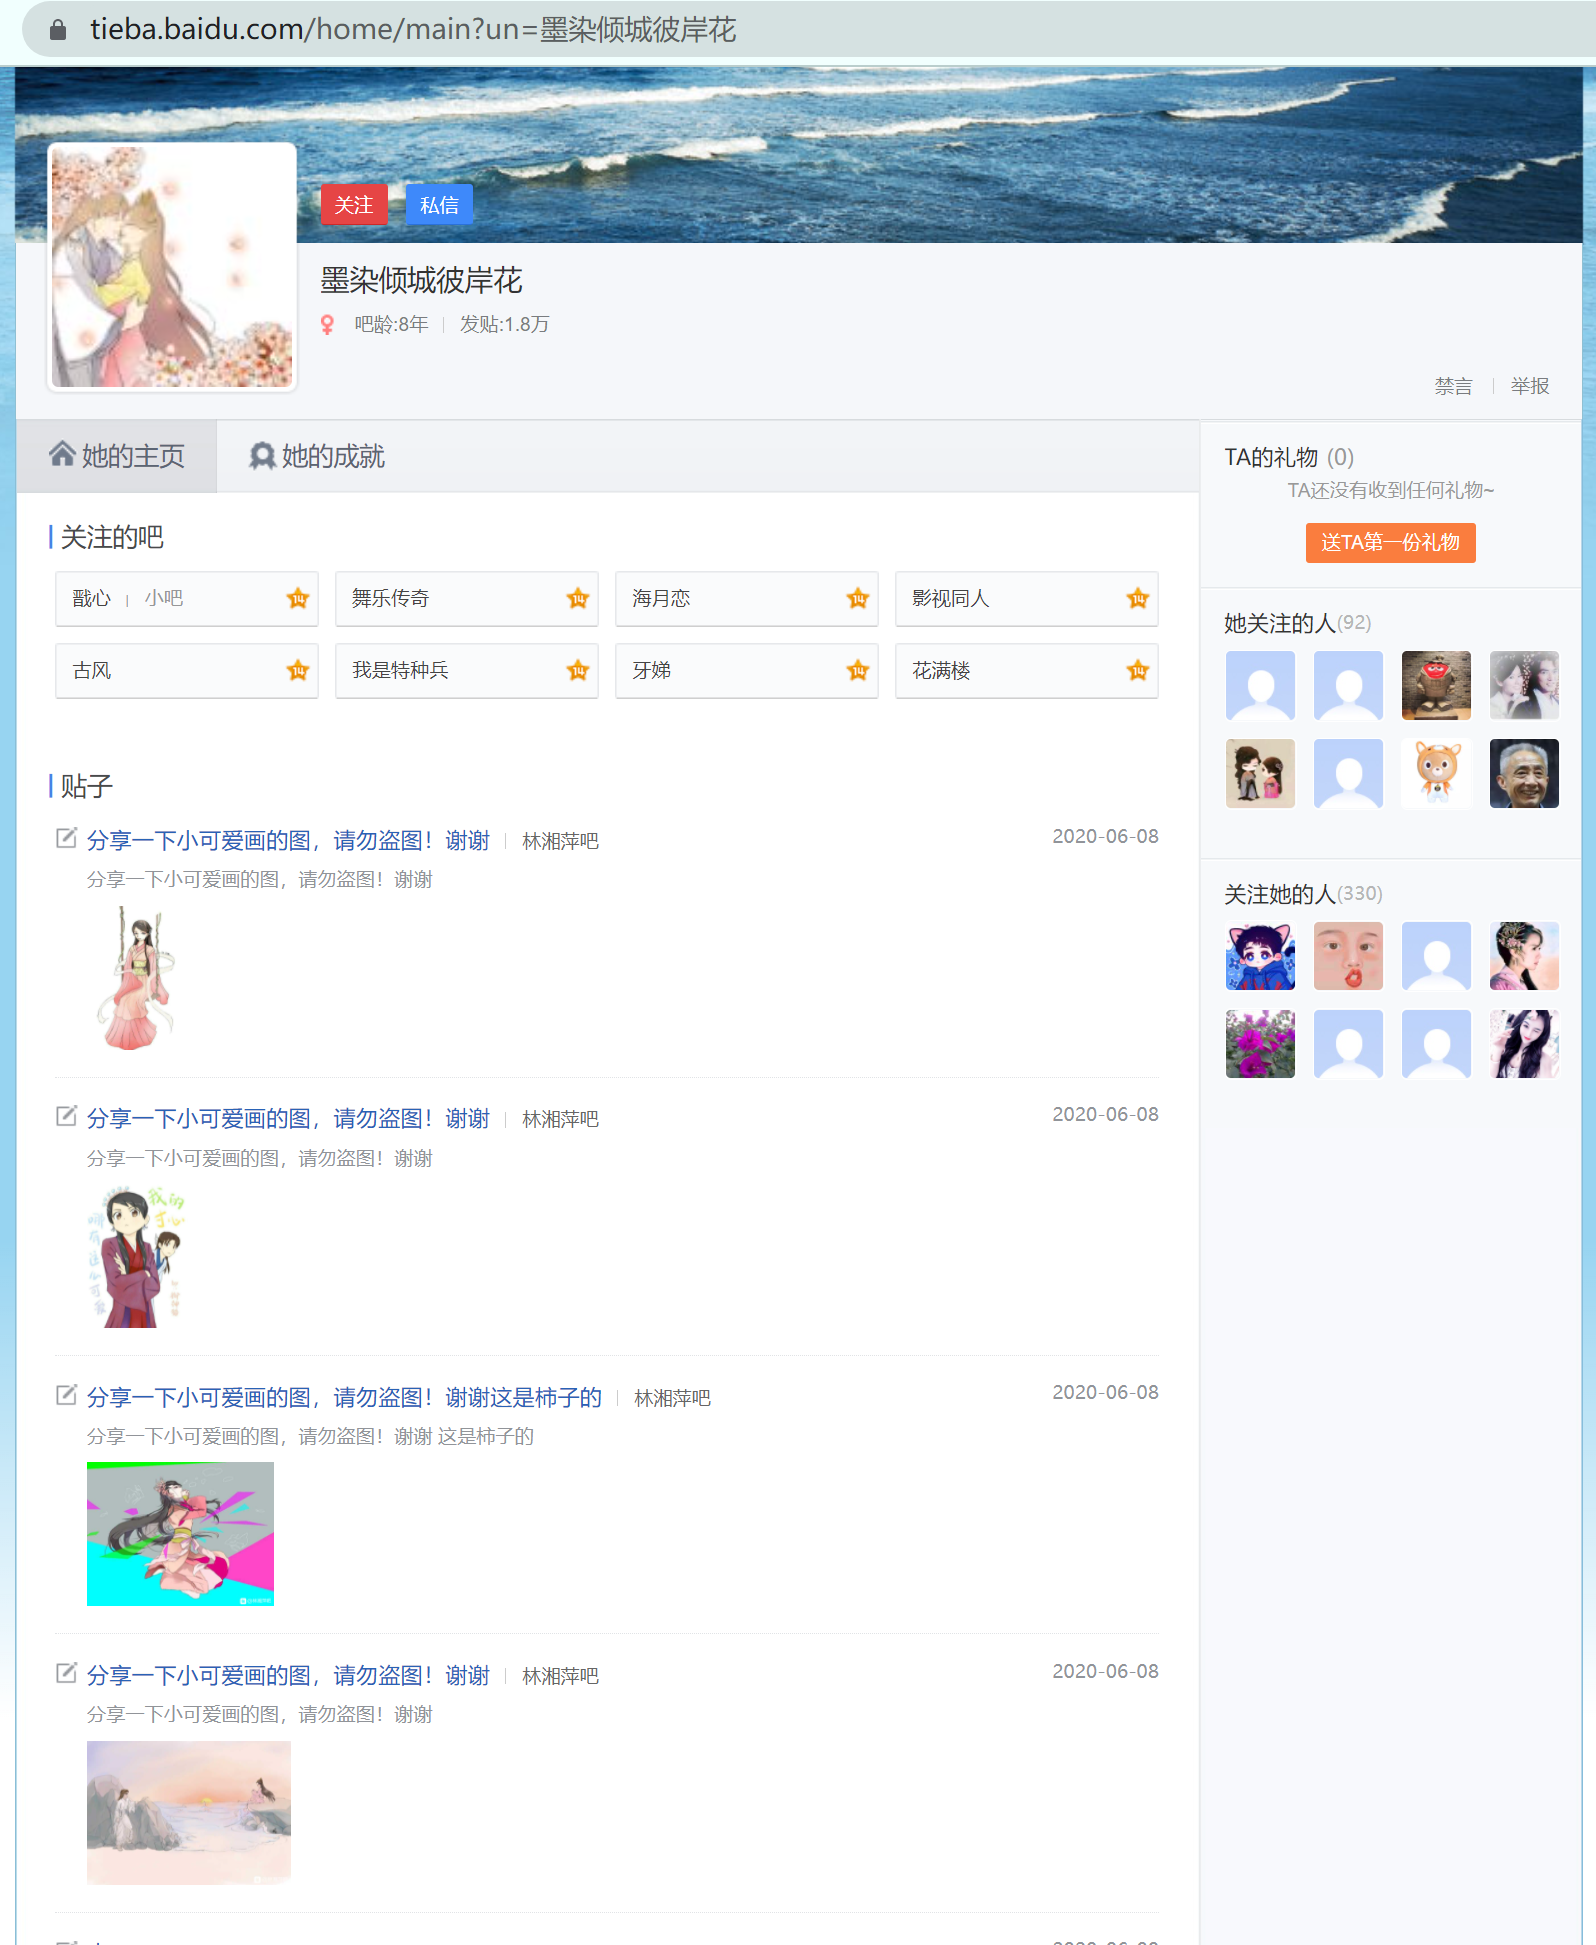 tieba.baidu.com/home/main?un=墨染倾城彼岸花
关注 私信
墨染倾城彼岸花
吧龄:8年 发贴:1.8万
禁言 举报
她的主页 她的成就
关注的吧
戬心 小吧 14 舞乐传奇 14 海月恋 14 影视同人 14
古风 14 我是特种兵 14 牙娣 14 花满楼 14
贴子
分享一下小可爱画的图，请勿盗图！谢谢 林湘萍吧 2020-06-08
分享一下小可爱画的图，请勿盗图！谢谢
分享一下小可爱画的图，请勿盗图！谢谢 林湘萍吧 2020-06-08
分享一下小可爱画的图，请勿盗图！谢谢
分享一下小可爱画的图，请勿盗图！谢谢这是柿子的 林湘萍吧 2020-06-08
分享一下小可爱画的图，请勿盗图！谢谢 这是柿子的
分享一下小可爱画的图，请勿盗图！谢谢 林湘萍吧 2020-06-08
分享一下小可爱画的图，请勿盗图！谢谢
TA的礼物 (0)
TA还没有收到任何礼物~
送TA第一份礼物
她关注的人(92)
关注她的人(330)